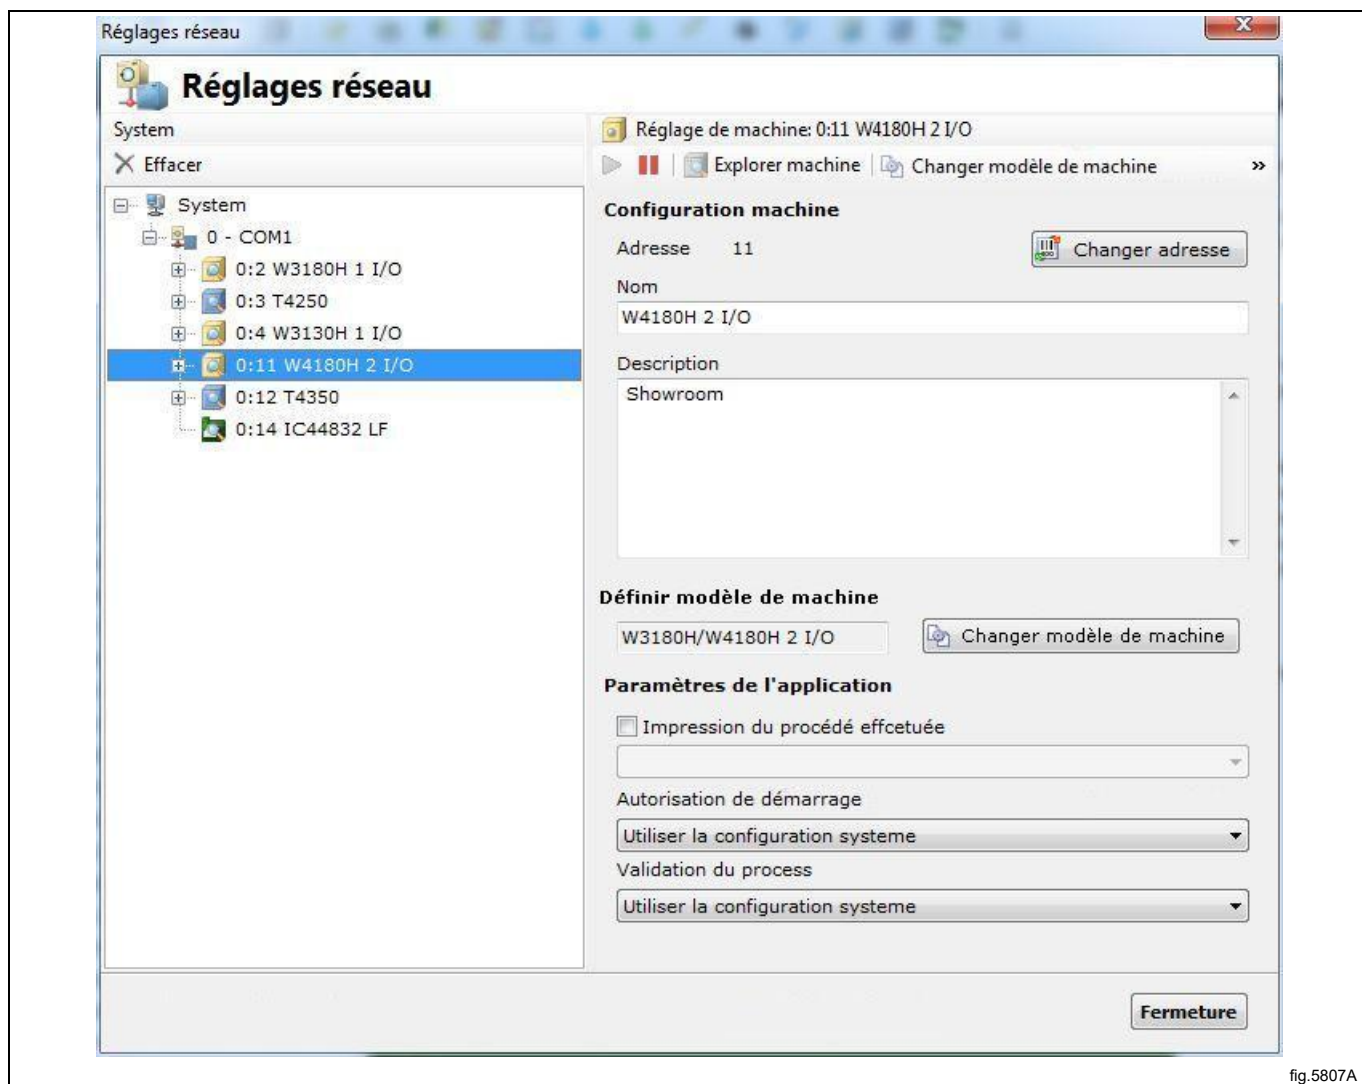 Réglages réseau
Réglages réseau
System
Effacer
System
0 - COM1
0:2 W3180H 1 I/O
0:3 T4250
0:4 W3130H 1 I/O
0:11 W4180H 2 I/O
0:12 T4350
0:14 IC44832 LF
Réglage de machine: 0:11 W4180H 2 I/O
Explorer machine
Changer modèle de machine
»
Configuration machine
Adresse 11
Changer adresse
Nom
W4180H 2 I/O
Description
Showroom
Définir modèle de machine
W3180H/W4180H 2 I/O
Changer modèle de machine
Paramètres de l'application
Impression du procédé effcetuée
Autorisation de démarrage
Utiliser la configuration systeme
Validation du process
Utiliser la configuration systeme
Fermeture
fig.5807A